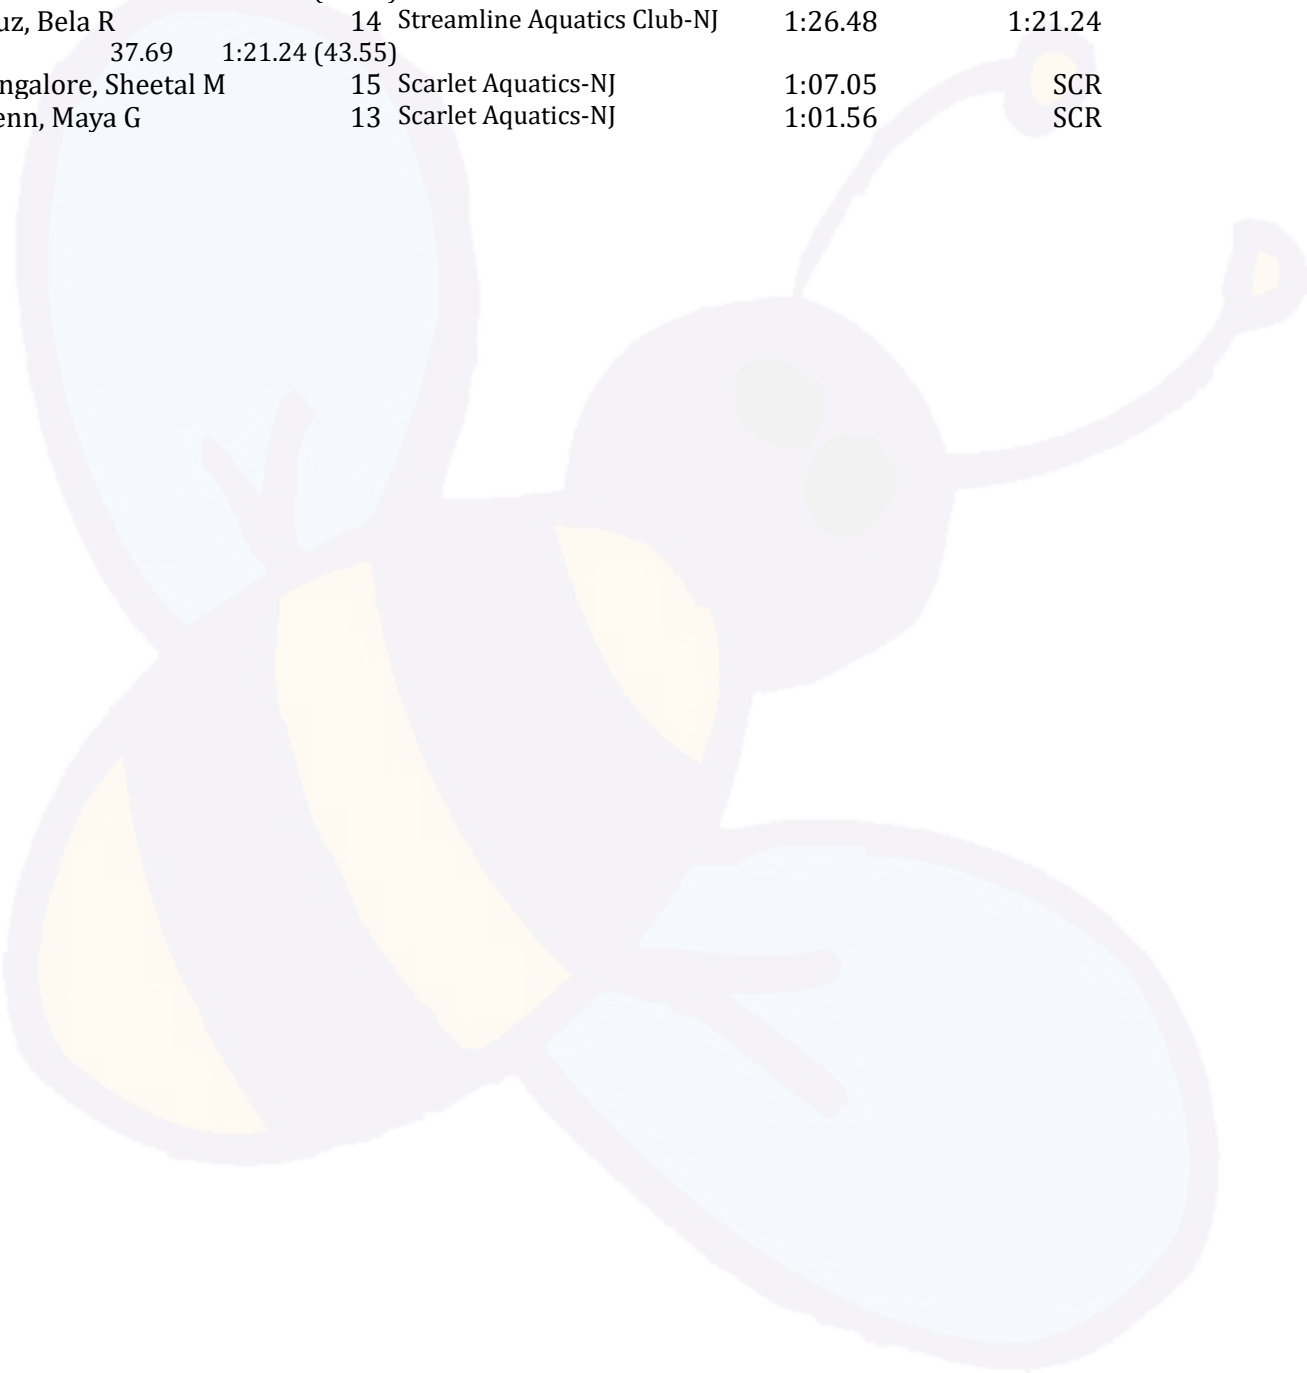 uz, Bela R 14 Streamline Aquatics Club-NJ 1:26.48 1:21.24
37.69 1:21.24 (43.55)
ngalore, Sheetal M 15 Scarlet Aquatics-NJ 1:07.05 SCR
enn, Maya G 13 Scarlet Aquatics-NJ 1:01.56 SCR